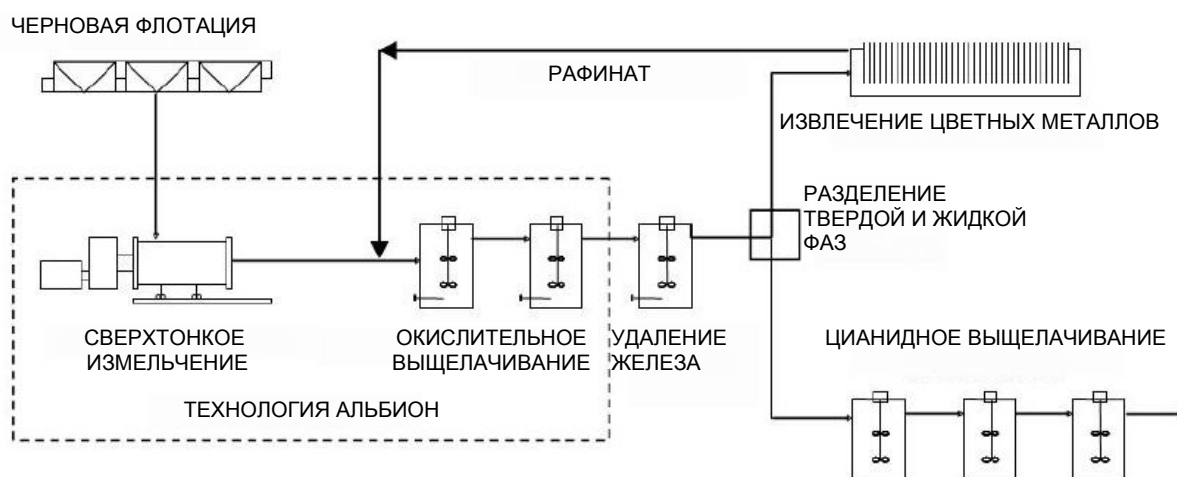 ЧЕРНОВАЯ ФЛОТАЦИЯ
РАФИНАТ
ИЗВЛЕЧЕНИЕ ЦВЕТНЫХ МЕТАЛЛОВ
РАЗДЕЛЕНИЕ
ТВЕРДОЙ И ЖИДКОЙ
ФАЗ
СВЕРХТОНКОЕ
ИЗМЕЛЬЧЕНИЕ
ОКИСЛИТЕЛЬНОЕ
ВЫЩЕЛАЧИВАНИЕ
УДАЛЕНИЕ
ЖЕЛЕЗА
ЦИАНИДНОЕ ВЫЩЕЛАЧИВАНИЕ
ТЕХНОЛОГИЯ АЛЬБИОН